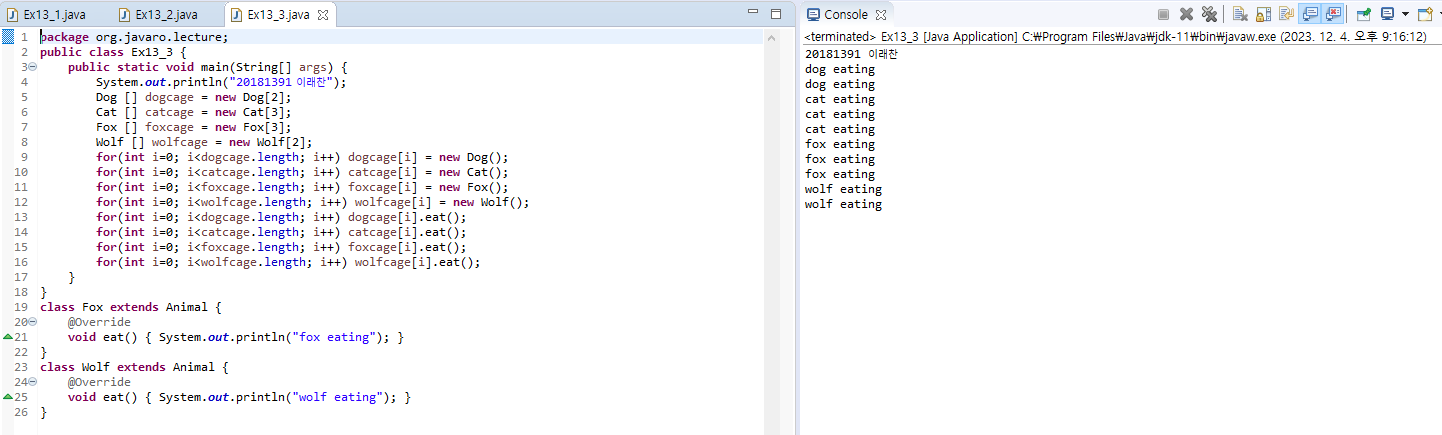 Ex13_1.java Ex13_2.java Ex13_3.java
1 package org.javaro.lecture;
2 public class Ex13_3 {
3 public static void main(String[] args) {
4 System.out.println("20181391 이래찬");
5 Dog [] dogcage = new Dog[2];
6 Cat [] catcage = new Cat[3];
7 Fox [] foxcage = new Fox[3];
8 Wolf [] wolfcage = new Wolf[2];
9 for(int i=0; i<dogcage.length; i++) dogcage[i] = new Dog();
10 for(int i=0; i<catcage.length; i++) catcage[i] = new Cat();
11 for(int i=0; i<foxcage.length; i++) foxcage[i] = new Fox();
12 for(int i=0; i<wolfcage.length; i++) wolfcage[i] = new Wolf();
13 for(int i=0; i<dogcage.length; i++) dogcage[i].eat();
14 for(int i=0; i<catcage.length; i++) catcage[i].eat();
15 for(int i=0; i<foxcage.length; i++) foxcage[i].eat();
16 for(int i=0; i<wolfcage.length; i++) wolfcage[i].eat();
17 }
18 }
19 class Fox extends Animal {
20 @Override
21 void eat() { System.out.println("fox eating"); }
22 }
23 class Wolf extends Animal {
24 @Override
25 void eat() { System.out.println("wolf eating"); }
26 }
Console
<terminated> Ex13_3 [Java Application] C:₩Program Files₩Java₩jdk-11₩bin₩javaw.exe (2023. 12. 4. 오후 9:16:12)
20181391 이래찬
dog eating
dog eating
cat eating
cat eating
cat eating
fox eating
fox eating
fox eating
wolf eating
wolf eating